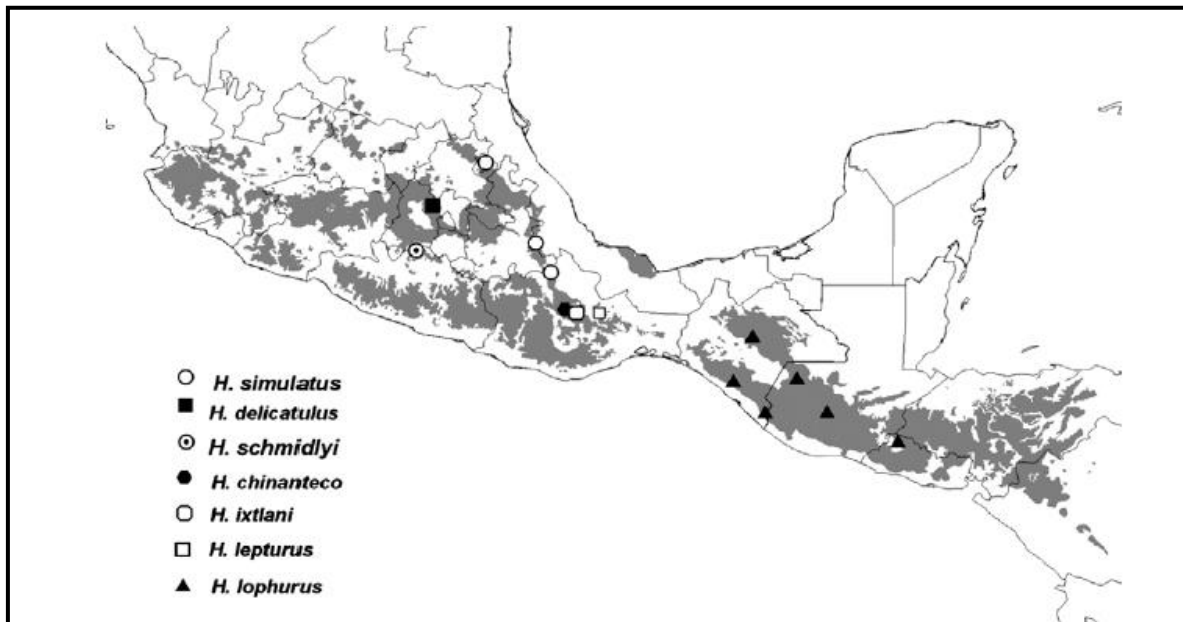 H. simulatus
H. delicatulus
H. schmidlyi
H. chinanteco
H. ixtlani
H. lepturus
H. lophurus